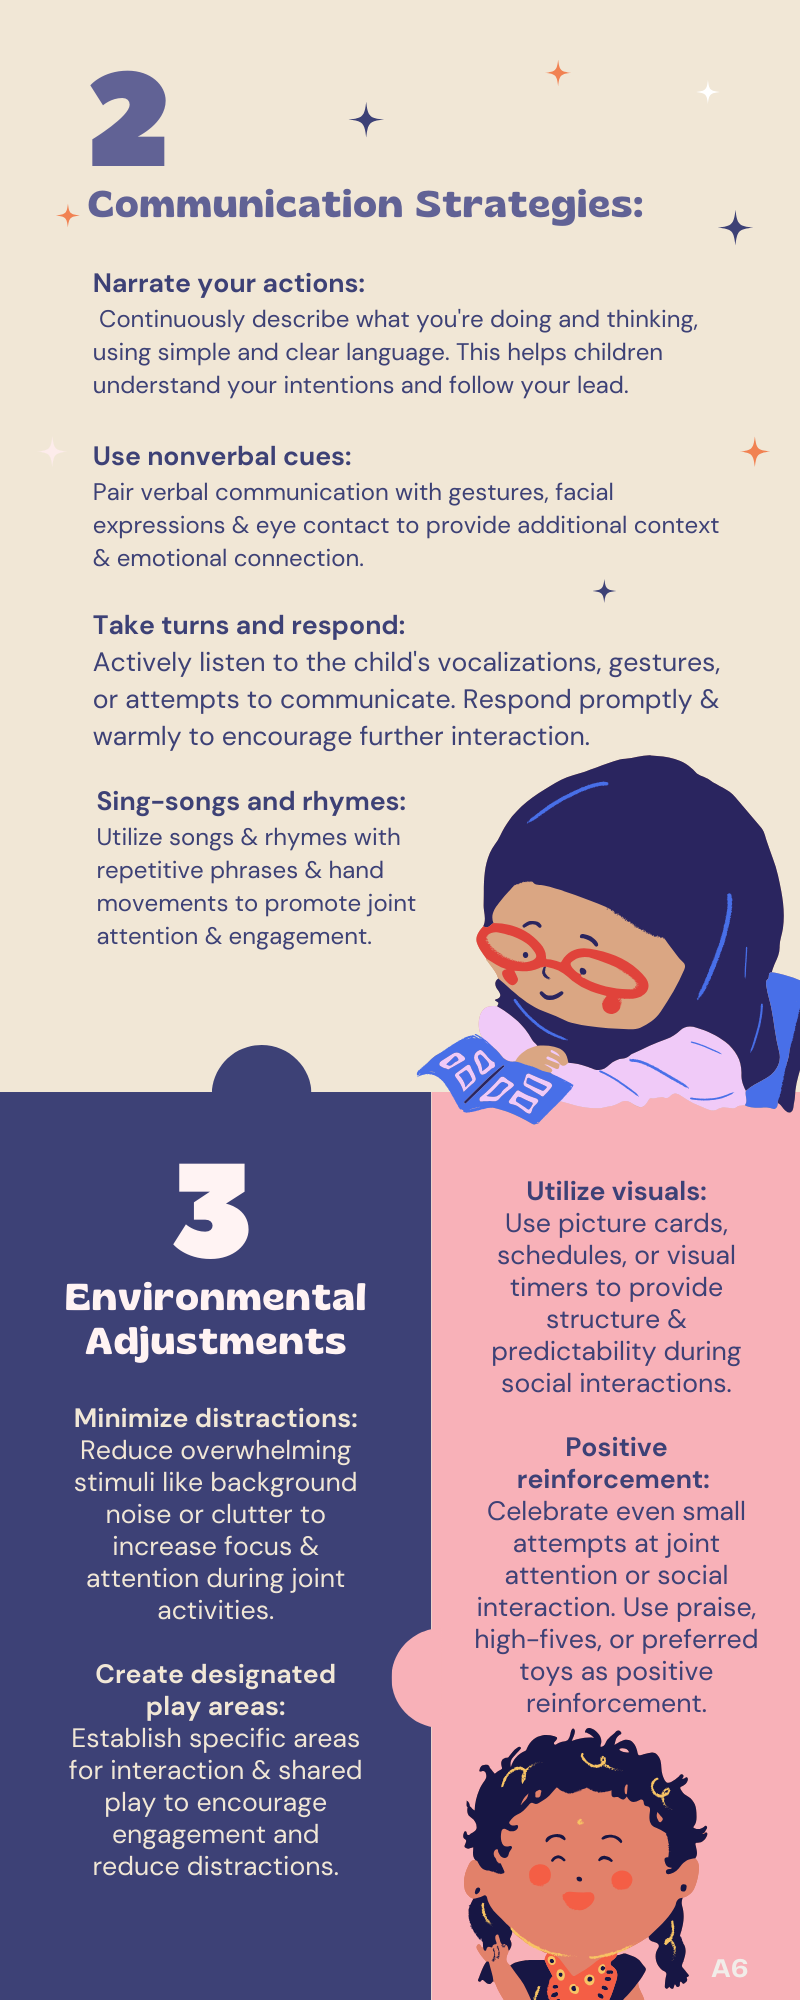 2
Communication Strategies:
Narrate your actions:
Continuously describe what you're doing and thinking,
using simple and clear language. This helps children
understand your intentions and follow your lead.
Use nonverbal cues:
Pair verbal communication with gestures, facial
expressions & eye contact to provide additional context
& emotional connection.
Take turns and respond:
Actively listen to the child's vocalizations, gestures,
or attempts to communicate. Respond promptly &
warmly to encourage further interaction.
Sing-songs and rhymes:
Utilize songs & rhymes with
repetitive phrases & hand
movements to promote joint
attention & engagement.
3
Environmental
Adjustments
Minimize distractions:
Reduce overwhelming
stimuli like background
noise or clutter to
increase focus &
attention during joint
activities.
Create designated
play areas:
Establish specific areas
for interaction & shared
play to encourage
engagement and
reduce distractions.
Utilize visuals:
Use picture cards,
schedules, or visual
timers to provide
structure &
predictability during
social interactions.
Positive
reinforcement:
Celebrate even small
attempts at joint
attention or social
interaction. Use praise,
high-fives, or preferred
toys as positive
reinforcement.
A6